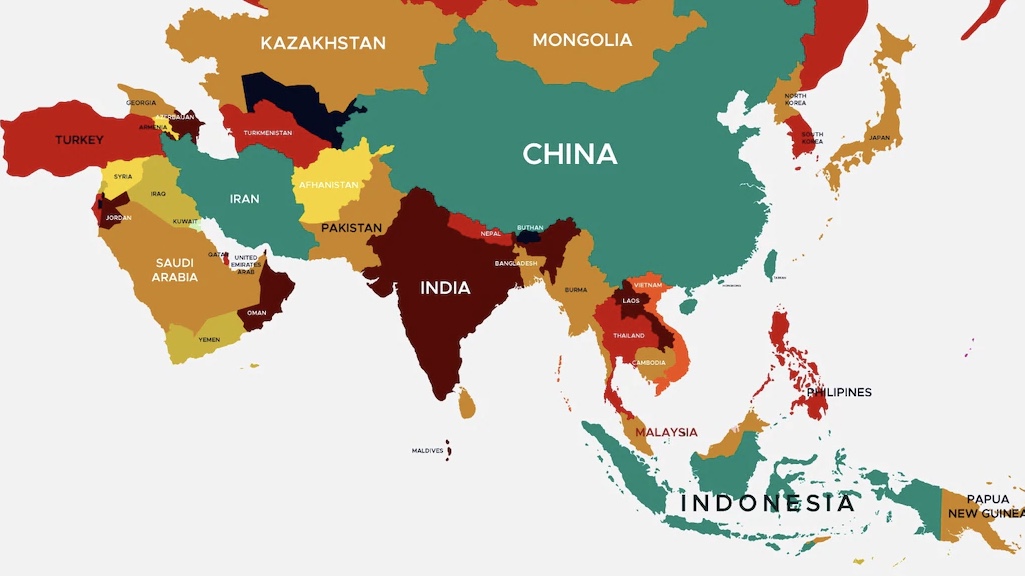 KAZAKHSTAN
MONGOLIA
GEORGIA
AZERBAIJAN
ARMENIA
TURKEY
TURKMENISTAN
NORTH
KOREA
SOUTH
KOREA
JAPAN
CHINA
SYRIA
IRAQ
IRAN
AFHANISTAN
JORDAN
KUWAIT
PAKISTAN
NEPAL
BUTHAN
QATAR
UNITED
EMIRATES
ARAB
SAUDI
ARABIA
BANGLADESH
INDIA
BURMA
VIETNAM
LAOS
TAIWAN
HONGKONG
OMAN
YEMEN
THAILAND
CAMBODIA
PHILIPINES
MALAYSIA
MALDIVES
INDONESIA
PAPUA
NEW GUINEA